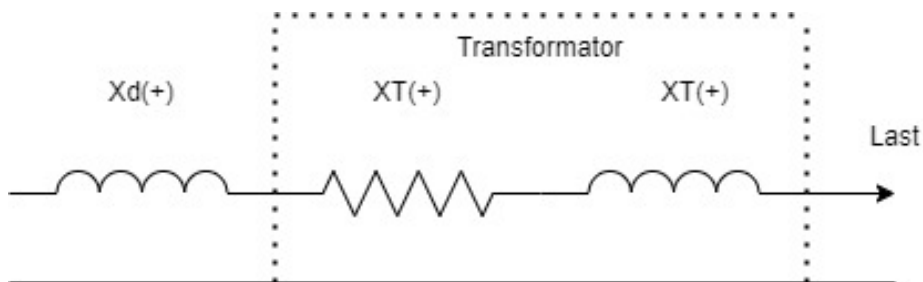 Transformator
Xd(+)
XT(+)
XT(+)
Last